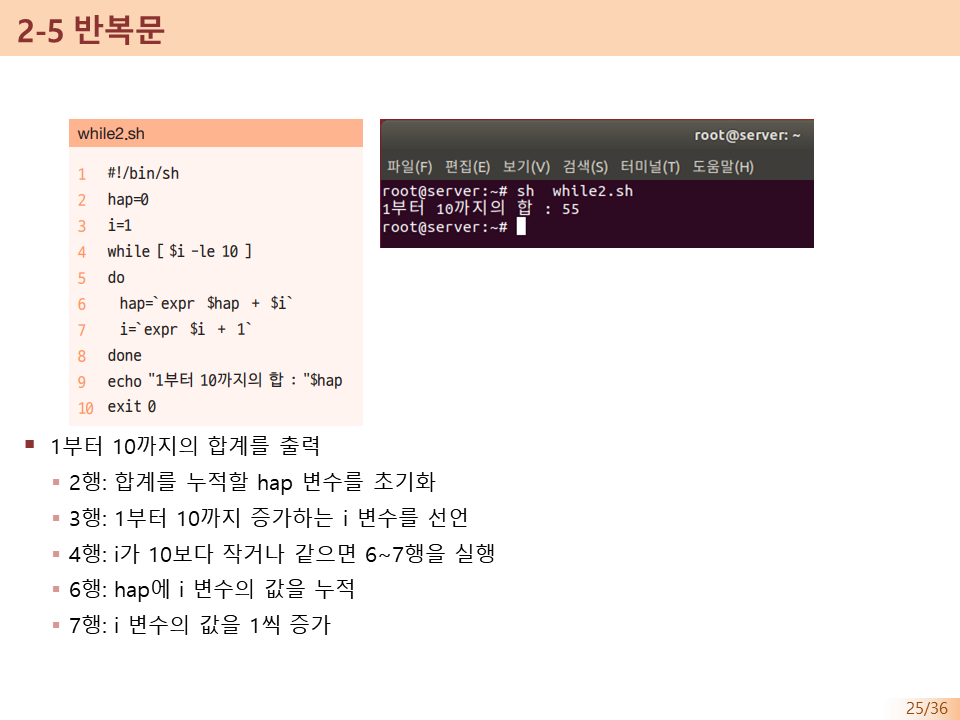 2-5 반복문
while2.sh
1 #!/bin/sh
2 hap=0
3 i=1
4 while [ $i -le 10 ]
5 do
6 hap=`expr $hap + $i`
7 i=`expr $i + 1`
8 done
9 echo "1부터 10까지의 합 : "$hap
10 exit 0
root@server: ~
파일(F) 편집(E) 보기(V) 검색(S) 터미널(T) 도움말(H)
root@server:~# sh  while2.sh
1부터 10까지의 합 : 55
root@server:~#
■ 1부터 10까지의 합계를 출력
▪ 2행: 합계를 누적할 hap 변수를 초기화
▪ 3행: 1부터 10까지 증가하는 i 변수를 선언
▪ 4행: i가 10보다 작거나 같으면 6~7행을 실행
▪ 6행: hap에 i 변수의 값을 누적
▪ 7행: i 변수의 값을 1씩 증가
25/36